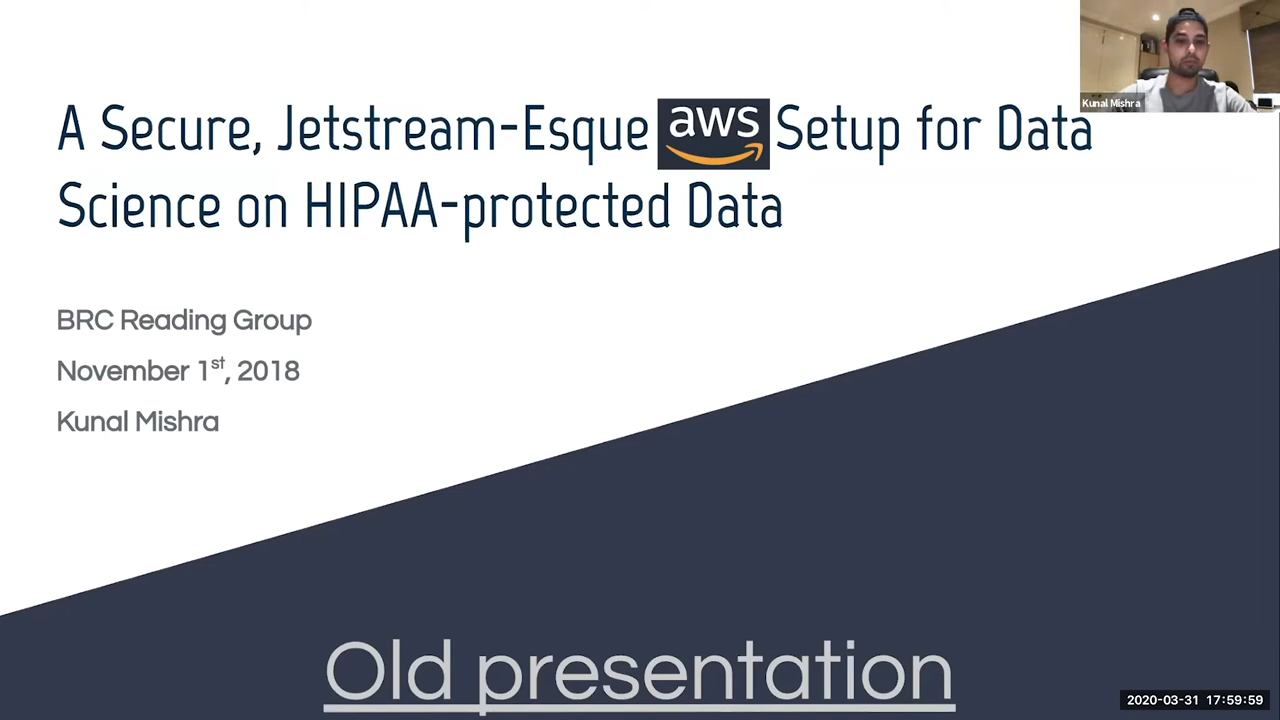 Kunal Mishra
A Secure, Jetstream-Esque aws Setup for Data
Science on HIPAA-protected Data
BRC Reading Group
November 1st, 2018
Kunal Mishra
Old presentation
2020-03-31 17:59:59